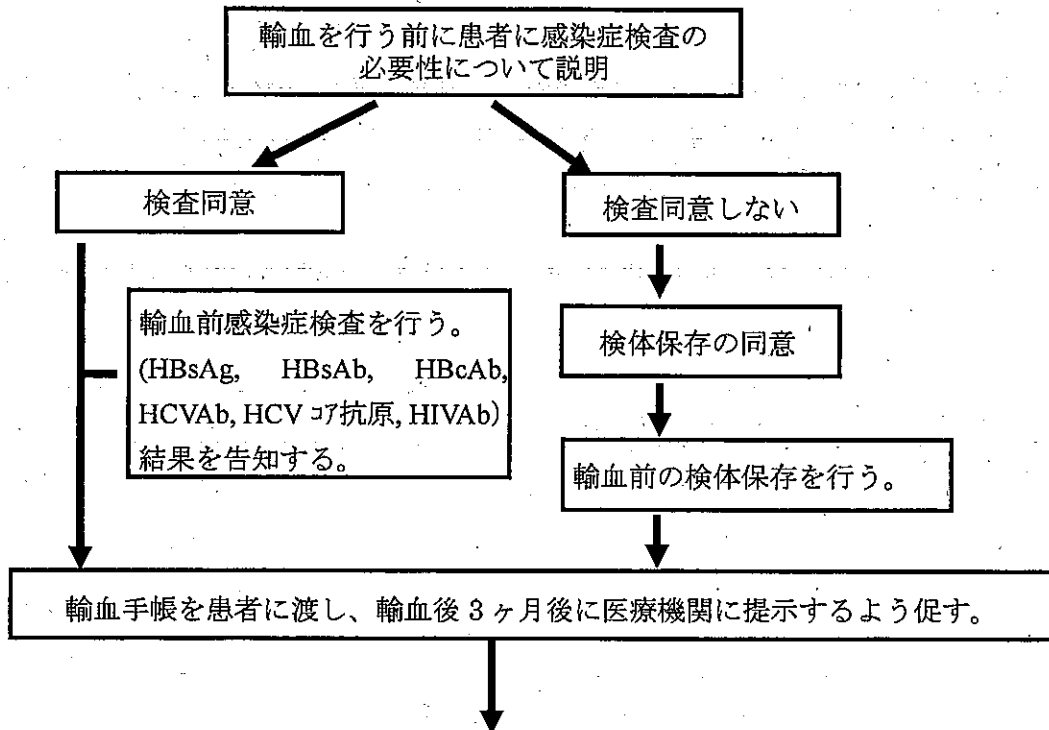 輸血を行う前に患者に感染症検査の
必要性について説明
検査同意
検査同意しない
輸血前感染症検査を行う。
(HBsAg, HBsAb, HBcAb,
HCVAb, HCV コア抗原, HIVAb)
結果を告知する。
検体保存の同意
輸血前の検体保存を行う。
輸血手帳を患者に渡し、輸血後 3 ヶ月後に医療機関に提示するよう促す。